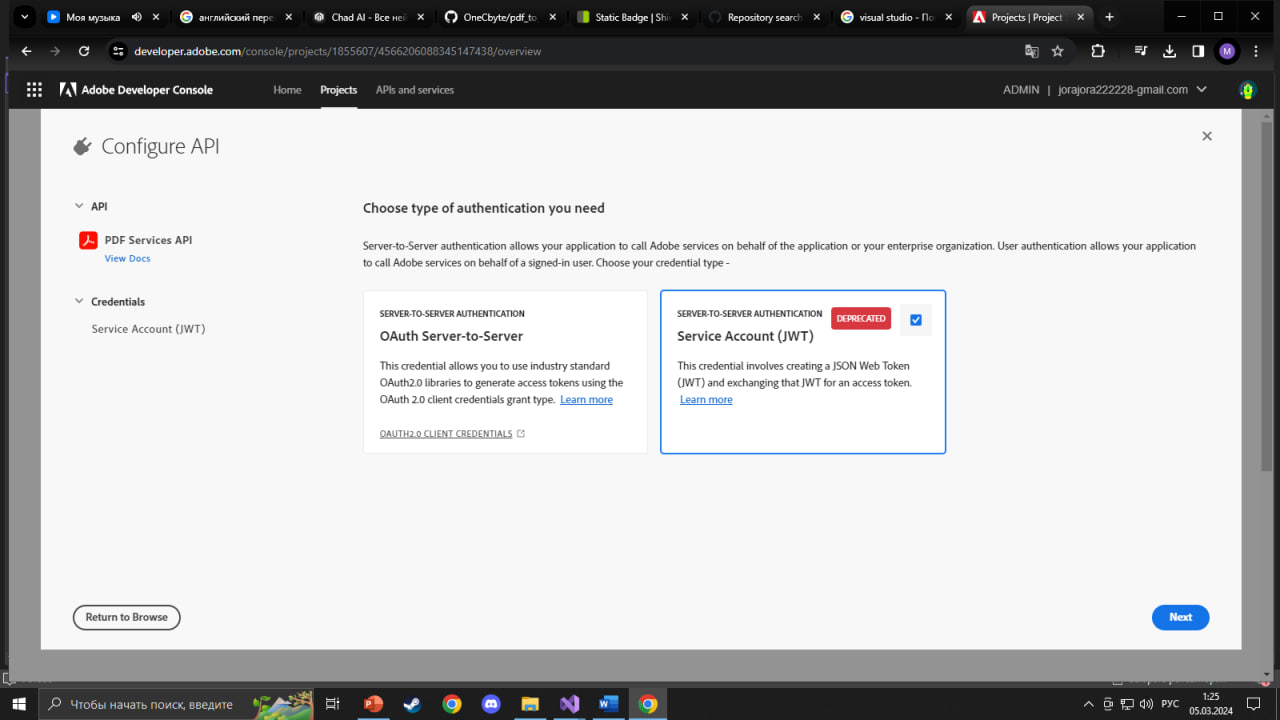 Моя музыка
английский пере
Chad AI - Все ней
OneCbyte/pdf_to
Static Badge | Shi
Repository search
visual studio - По
Projects | Project
developer.adobe.com/console/projects/1855607/4566206088345147438/overview
M
Adobe Developer Console
Home
Projects
APIs and services
ADMIN | jorajora222228-gmail.com
Configure API
API
PDF Services API
View Docs
Credentials
Service Account (JWT)
Choose type of authentication you need
Server-to-Server authentication allows your application to call Adobe services on behalf of the application or your enterprise organization. User authentication allows your application
to call Adobe services on behalf of a signed-in user. Choose your credential type -
SERVER-TO-SERVER AUTHENTICATION
OAuth Server-to-Server
This credential allows you to use industry standard
OAuth2.0 libraries to generate access tokens using the
OAuth 2.0 client credentials grant type. Learn more
OAUTH2.0 CLIENT CREDENTIALS
SERVER-TO-SERVER AUTHENTICATION
DEPRECATED
Service Account (JWT)
This credential involves creating a JSON Web Token
(JWT) and exchanging that JWT for an access token.
Learn more
Return to Browse
Next
Чтобы начать поиск, введите
РУС
1:25
05.03.2024